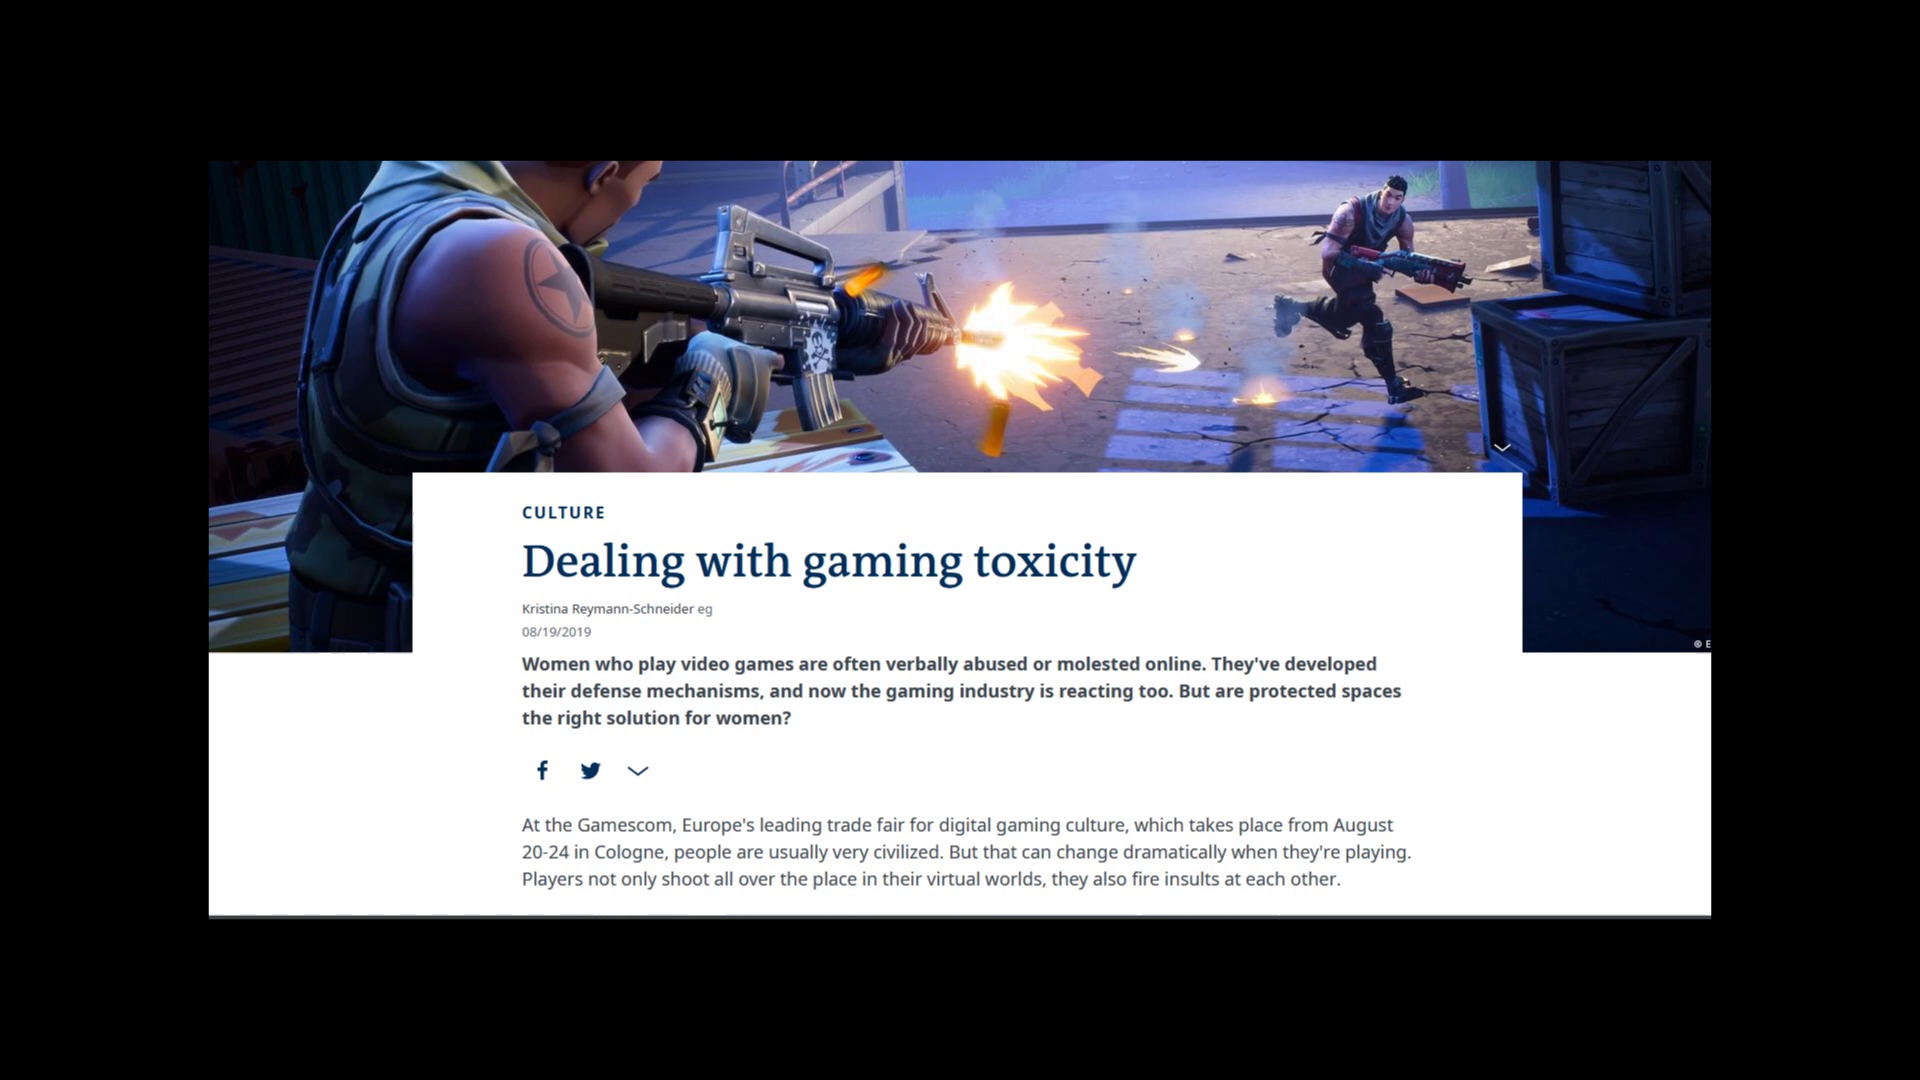 CULTURE
Dealing with gaming toxicity
Kristina Reymann-Schneider eg
08/19/2019
Women who play video games are often verbally abused or molested online. They've developed
their defense mechanisms, and now the gaming industry is reacting too. But are protected spaces
the right solution for women?
At the Gamescom, Europe's leading trade fair for digital gaming culture, which takes place from August
20-24 in Cologne, people are usually very civilized. But that can change dramatically when they're playing.
Players not only shoot all over the place in their virtual worlds, they also fire insults at each other.
© E